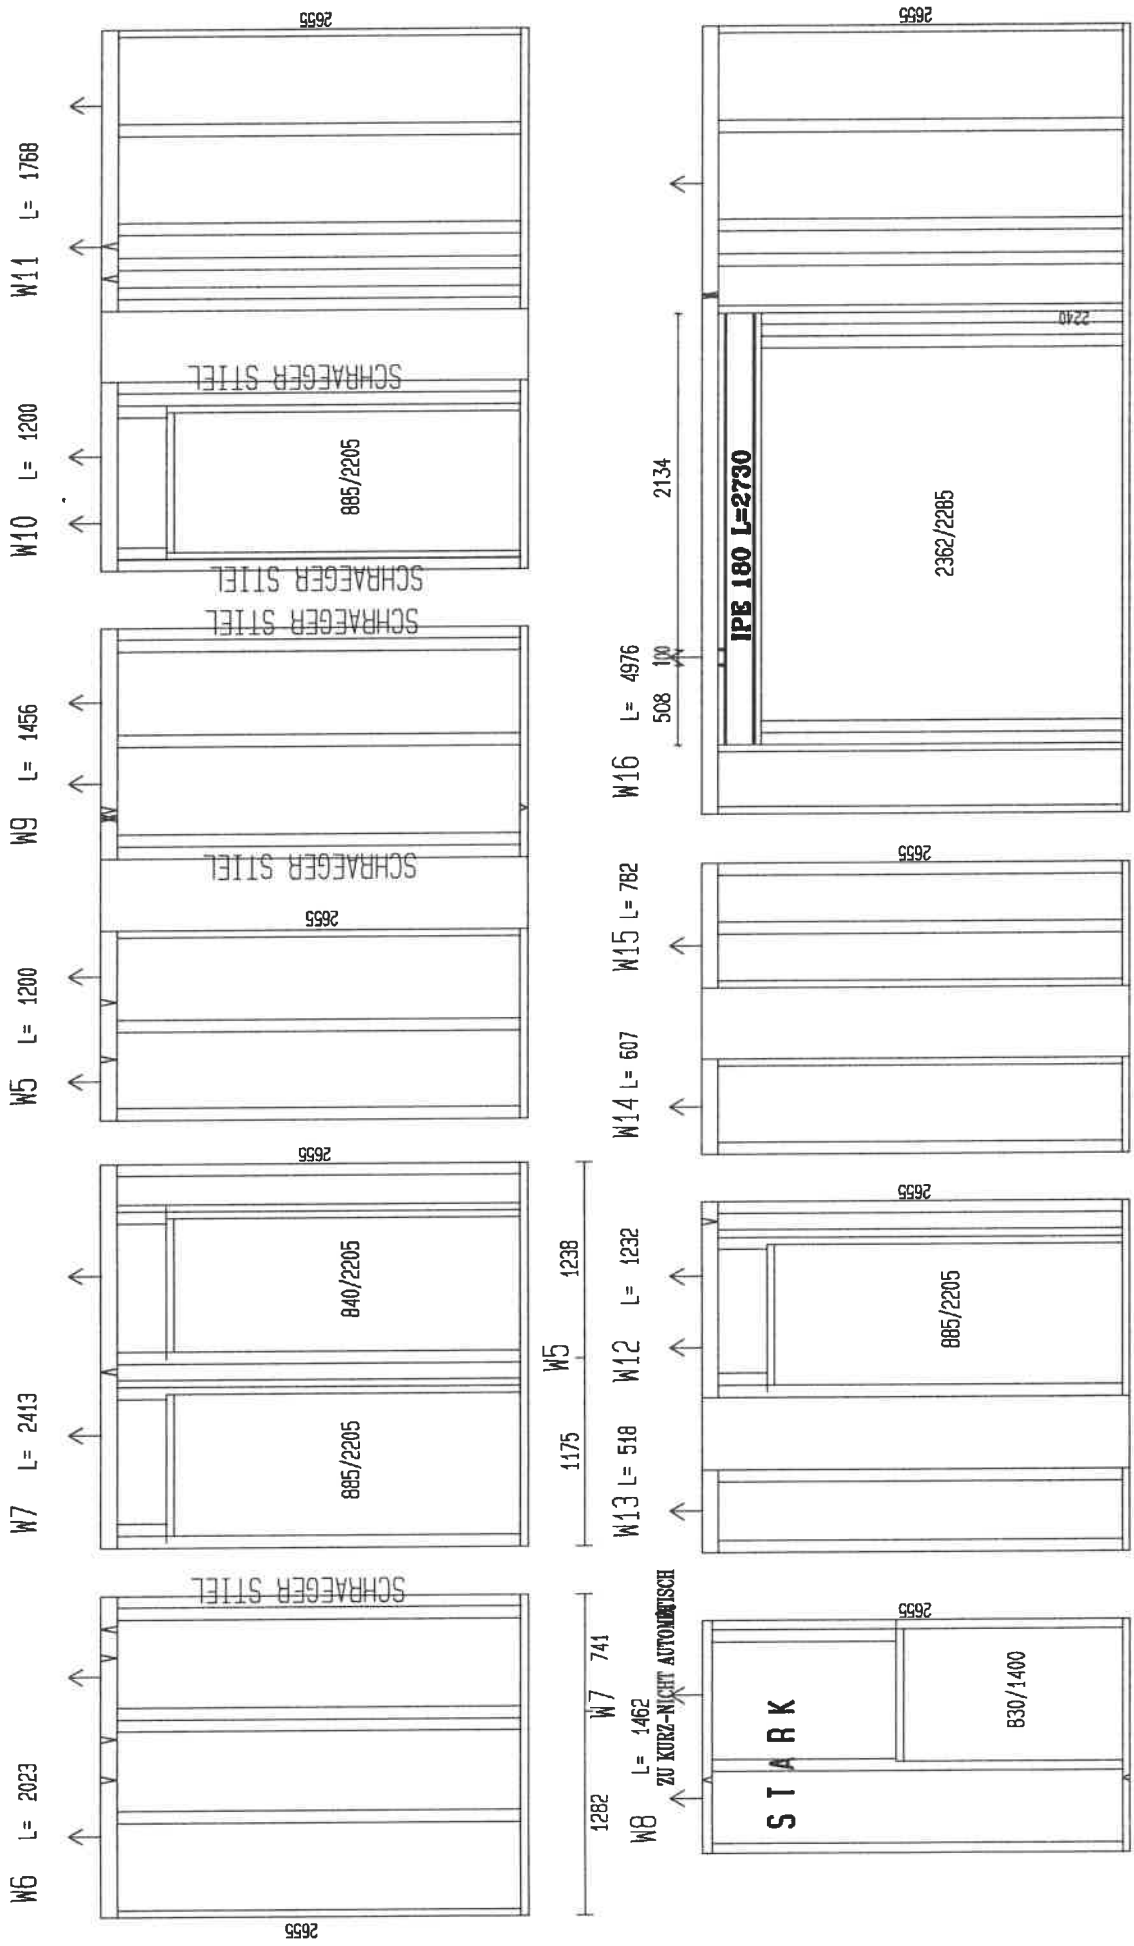 W6 L= 2023
2655
SCHRAEGER STIEL
1282
W7
741
W7 L= 2413
885/2205
840/2205
2655
1175
W5
1238
W5 L= 1200
2655
SCHRAEGER STIEL
W9 L= 1456
SCHRAEGER STIEL
SCHRAEGER STIEL
W10 L= 1200
885/2205
SCHRAEGER STIEL
W11 L= 1768
2655
W8 L= 1462
ZU KURZ-NICHT AUTOMATISCH
STARK
830/1400
2655
W13 L= 518
W12 L= 1232
885/2205
2655
W14 L= 607
W15 L= 782
2655
W16 L= 4976
508 100 2134
IPE 180 L=2730
2362/2285
2240
2655